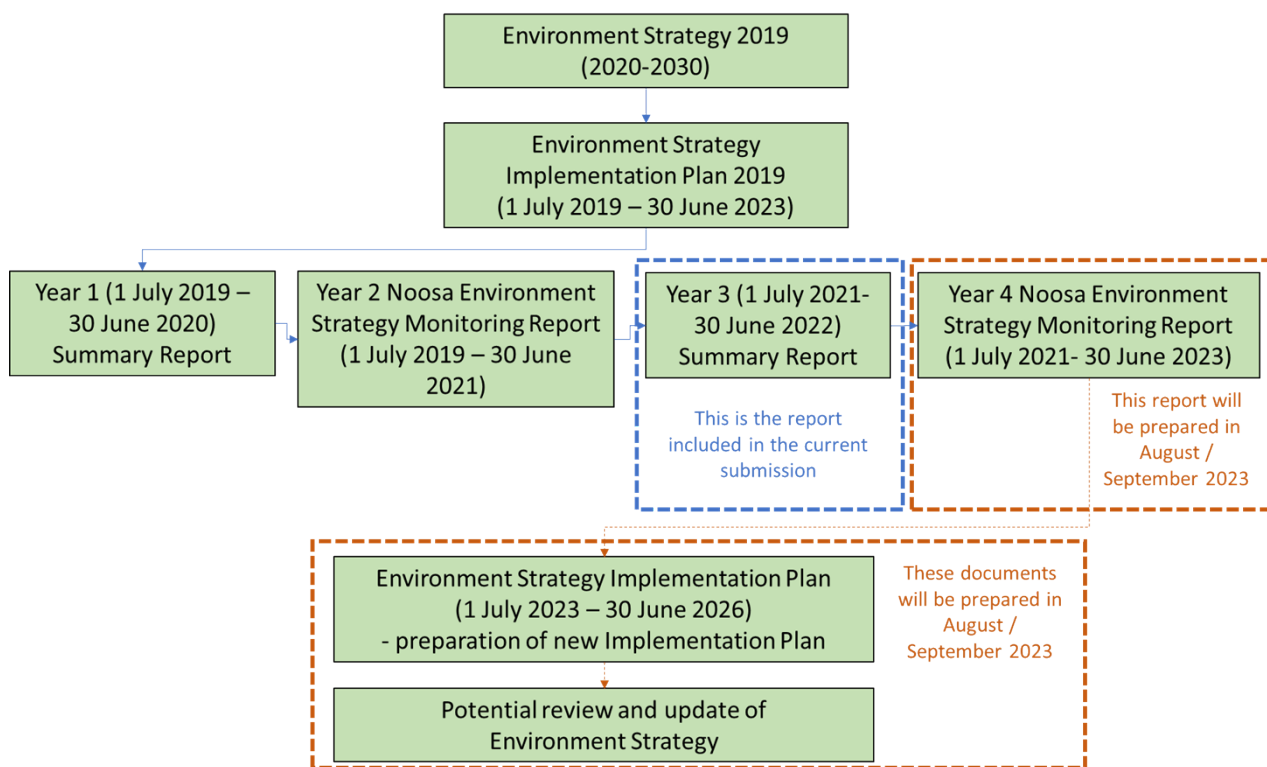 Environment Strategy 2019
(2020-2030)
Environment Strategy
Implementation Plan 2019
(1 July 2019 – 30 June 2023)
Year 1 (1 July 2019 –
30 June 2020)
Summary Report
Year 2 Noosa Environment
Strategy Monitoring Report
(1 July 2019 – 30 June
2021)
Year 3 (1 July 2021-
30 June 2022)
Summary Report
Year 4 Noosa Environment
Strategy Monitoring Report
(1 July 2021- 30 June 2023)
This is the report
included in the current
submission
This report will
be prepared in
August /
September 2023
Environment Strategy Implementation Plan
(1 July 2023 – 30 June 2026)
- preparation of new Implementation Plan
These documents
will be prepared in
August /
September 2023
Potential review and update of
Environment Strategy